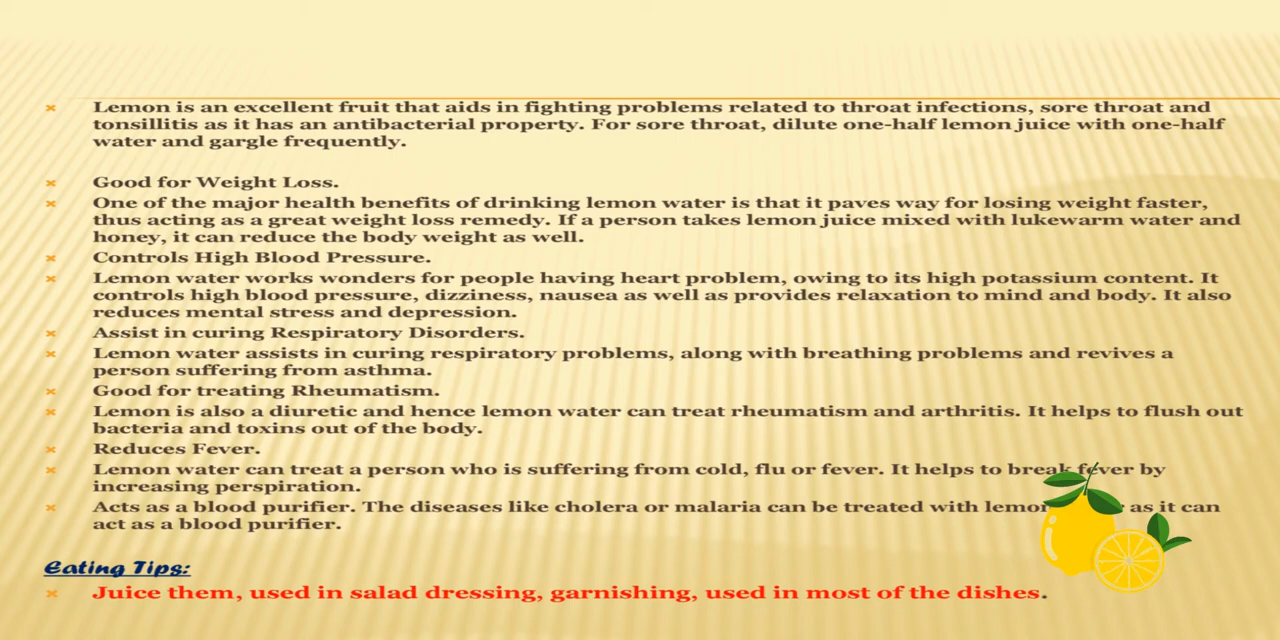 Lemon is an excellent fruit that aids in fighting problems related to throat infections, sore throat and
tonsillitis as it has an antibacterial property. For sore throat, dilute one-half lemon juice with one-half
water and gargle frequently.
Good for Weight Loss.
One of the major health benefits of drinking lemon water is that it paves way for losing weight faster,
thus acting as a great weight loss remedy. If a person takes lemon juice mixed with lukewarm water and
honey, it can reduce the body weight as well.
Controls High Blood Pressure.
Lemon water works wonders for people having heart problem, owing to its high potassium content. It
controls high blood pressure, dizziness, nausea as well as provides relaxation to mind and body. It also
reduces mental stress and depression.
Assist in curing Respiratory Disorders.
Lemon water assists in curing respiratory problems, along with breathing problems and revives a
person suffering from asthma.
Good for treating Rheumatism.
Lemon is also a diuretic and hence lemon water can treat rheumatism and arthritis. It helps to flush out
bacteria and toxins out of the body.
Reduces Fever.
Lemon water can treat a person who is suffering from cold, flu or fever. It helps to break fever by
increasing perspiration.
Acts as a blood purifier. The diseases like cholera or malaria can be treated with lemon as it can
act as a blood purifier.
Eating Tips:
Juice them, used in salad dressing, garnishing, used in most of the dishes.